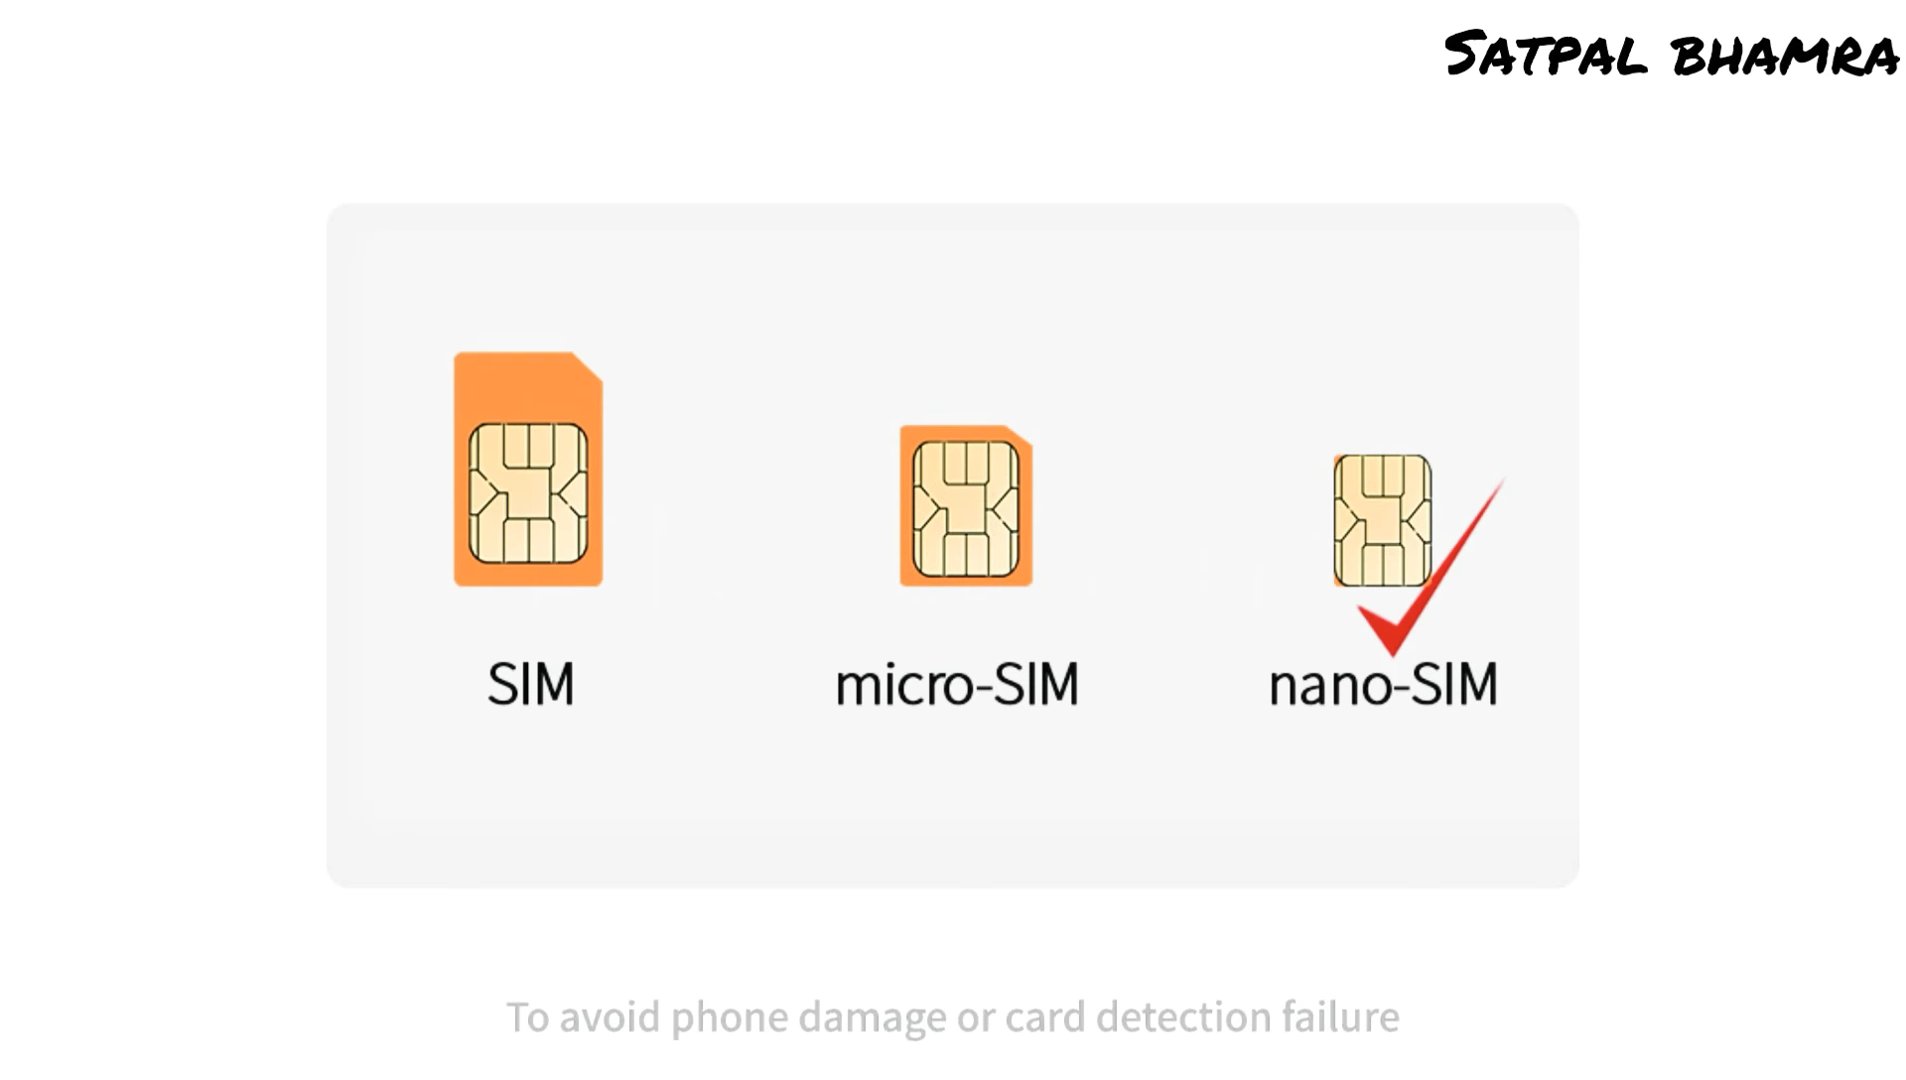 Satpal bhamra
SIM
micro-SIM
nano-SIM
To avoid phone damage or card detection failure